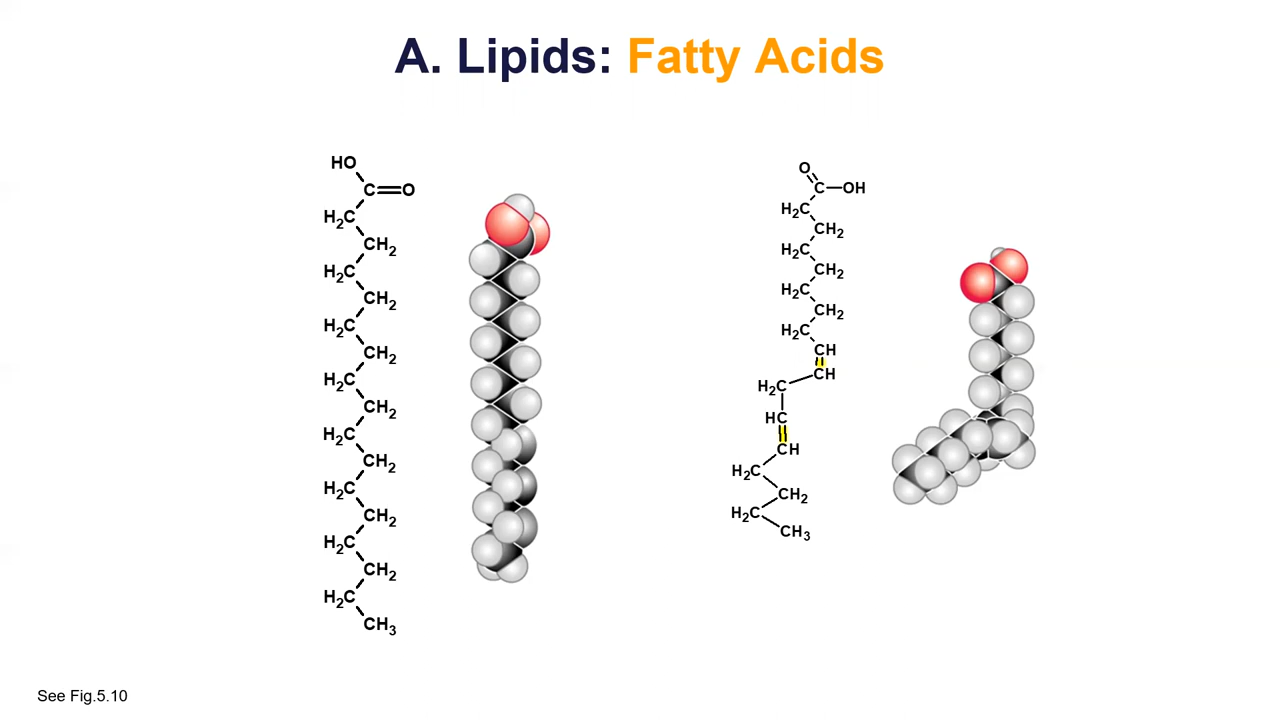 A. Lipids: Fatty Acids
HO
C=O
H₂C
CH₂
H₂C
CH₂
H₂C
CH₂
H₂C
CH₂
H₂C
CH₂
H₂C
CH₂
H₂C
CH₂
H₂C
CH₃
O
C—OH
H₂C
CH₂
H₂C
CH₂
H₂C
CH₂
H₂C
CH
CH
H₂C
HC
CH
H₂C
CH₂
H₂C
CH₃
See Fig.5.10